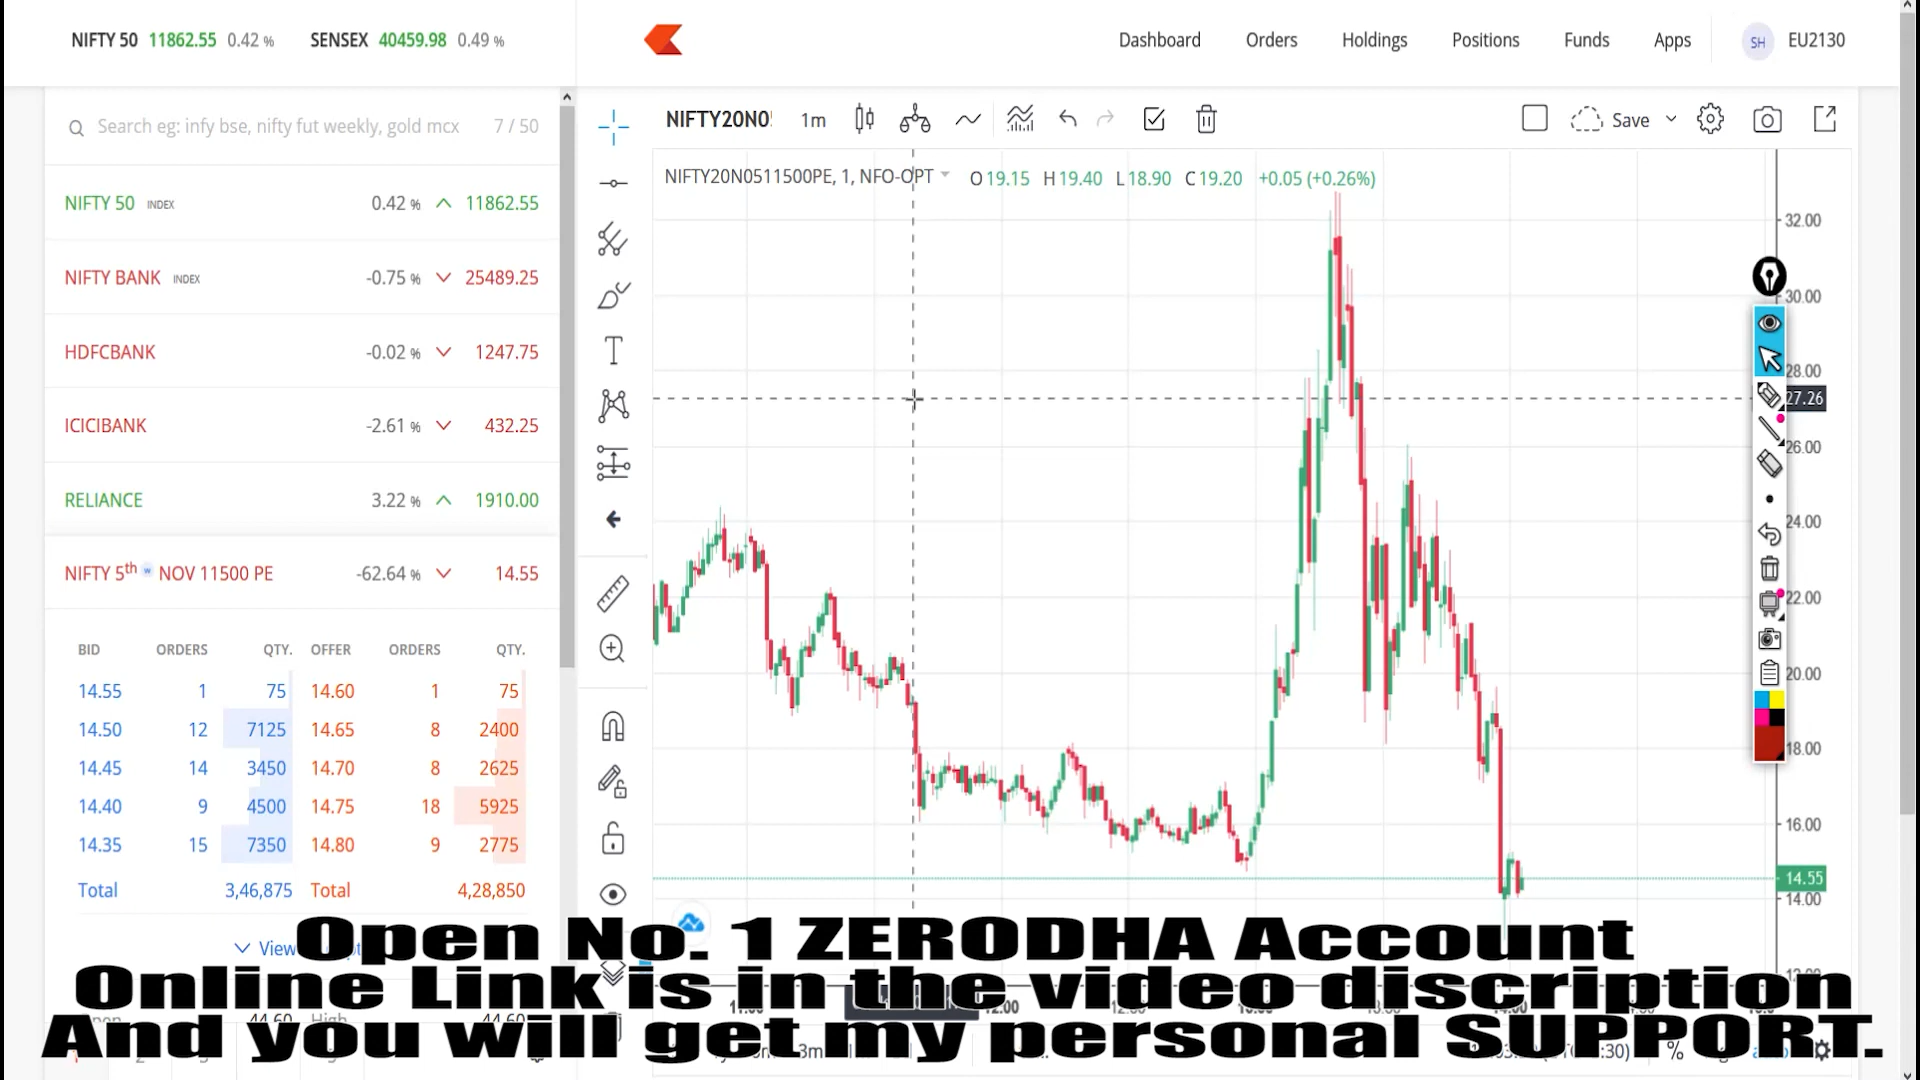 NIFTY 50 11862.55 0.42 % SENSEX 40459.98 0.49 %
Dashboard Orders Holdings Positions Funds Apps SH EU2130
Search eg: infy bse, nifty fut weekly, gold mcx 7 / 50
NIFTY20N05 1m Save
NIFTY20N0511500PE, 1, NFO-OPT O 19.15 H 19.40 L 18.90 C 19.20 +0.05 (+0.26%)
NIFTY 50 INDEX 0.42 % 11862.55
NIFTY BANK INDEX -0.75 % 25489.25
HDFCBANK -0.02 % 1247.75
ICICIBANK -2.61 % 432.25
RELIANCE 3.22 % 1910.00
NIFTY 5th w NOV 11500 PE -62.64 % 14.55
BID ORDERS QTY. OFFER ORDERS QTY.
14.55 1 75 14.60 1 75
14.50 12 7125 14.65 8 2400
14.45 14 3450 14.70 8 2625
14.40 9 4500 14.75 18 5925
14.35 15 7350 14.80 9 2775
Total 3,46,875 Total 4,28,850
View
32.00
30.00
28.00
27.26
26.00
24.00
22.00
20.00
18.00
16.00
14.55
14.00
Open No. 1 ZERODHA Account
Online Link is in the video discription
And you will get my personal SUPPORT.
44.60 High 44.60
12:00